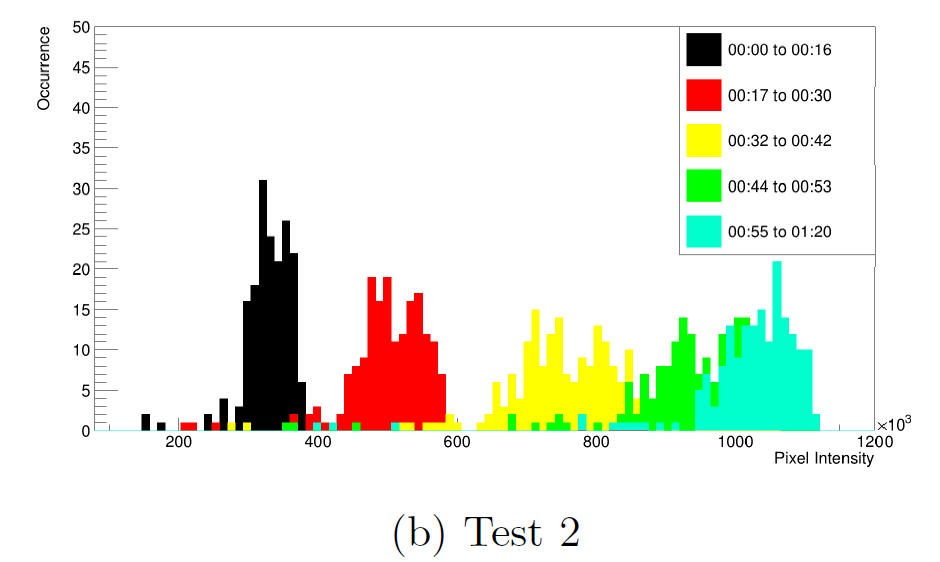 Occurrence
50
45
40
35
30
25
20
15
10
5
0
00:00 to 00:16
00:17 to 00:30
00:32 to 00:42
00:44 to 00:53
00:55 to 01:20
200 400 600 800 1000 1200 ×10³
Pixel Intensity
(b) Test 2